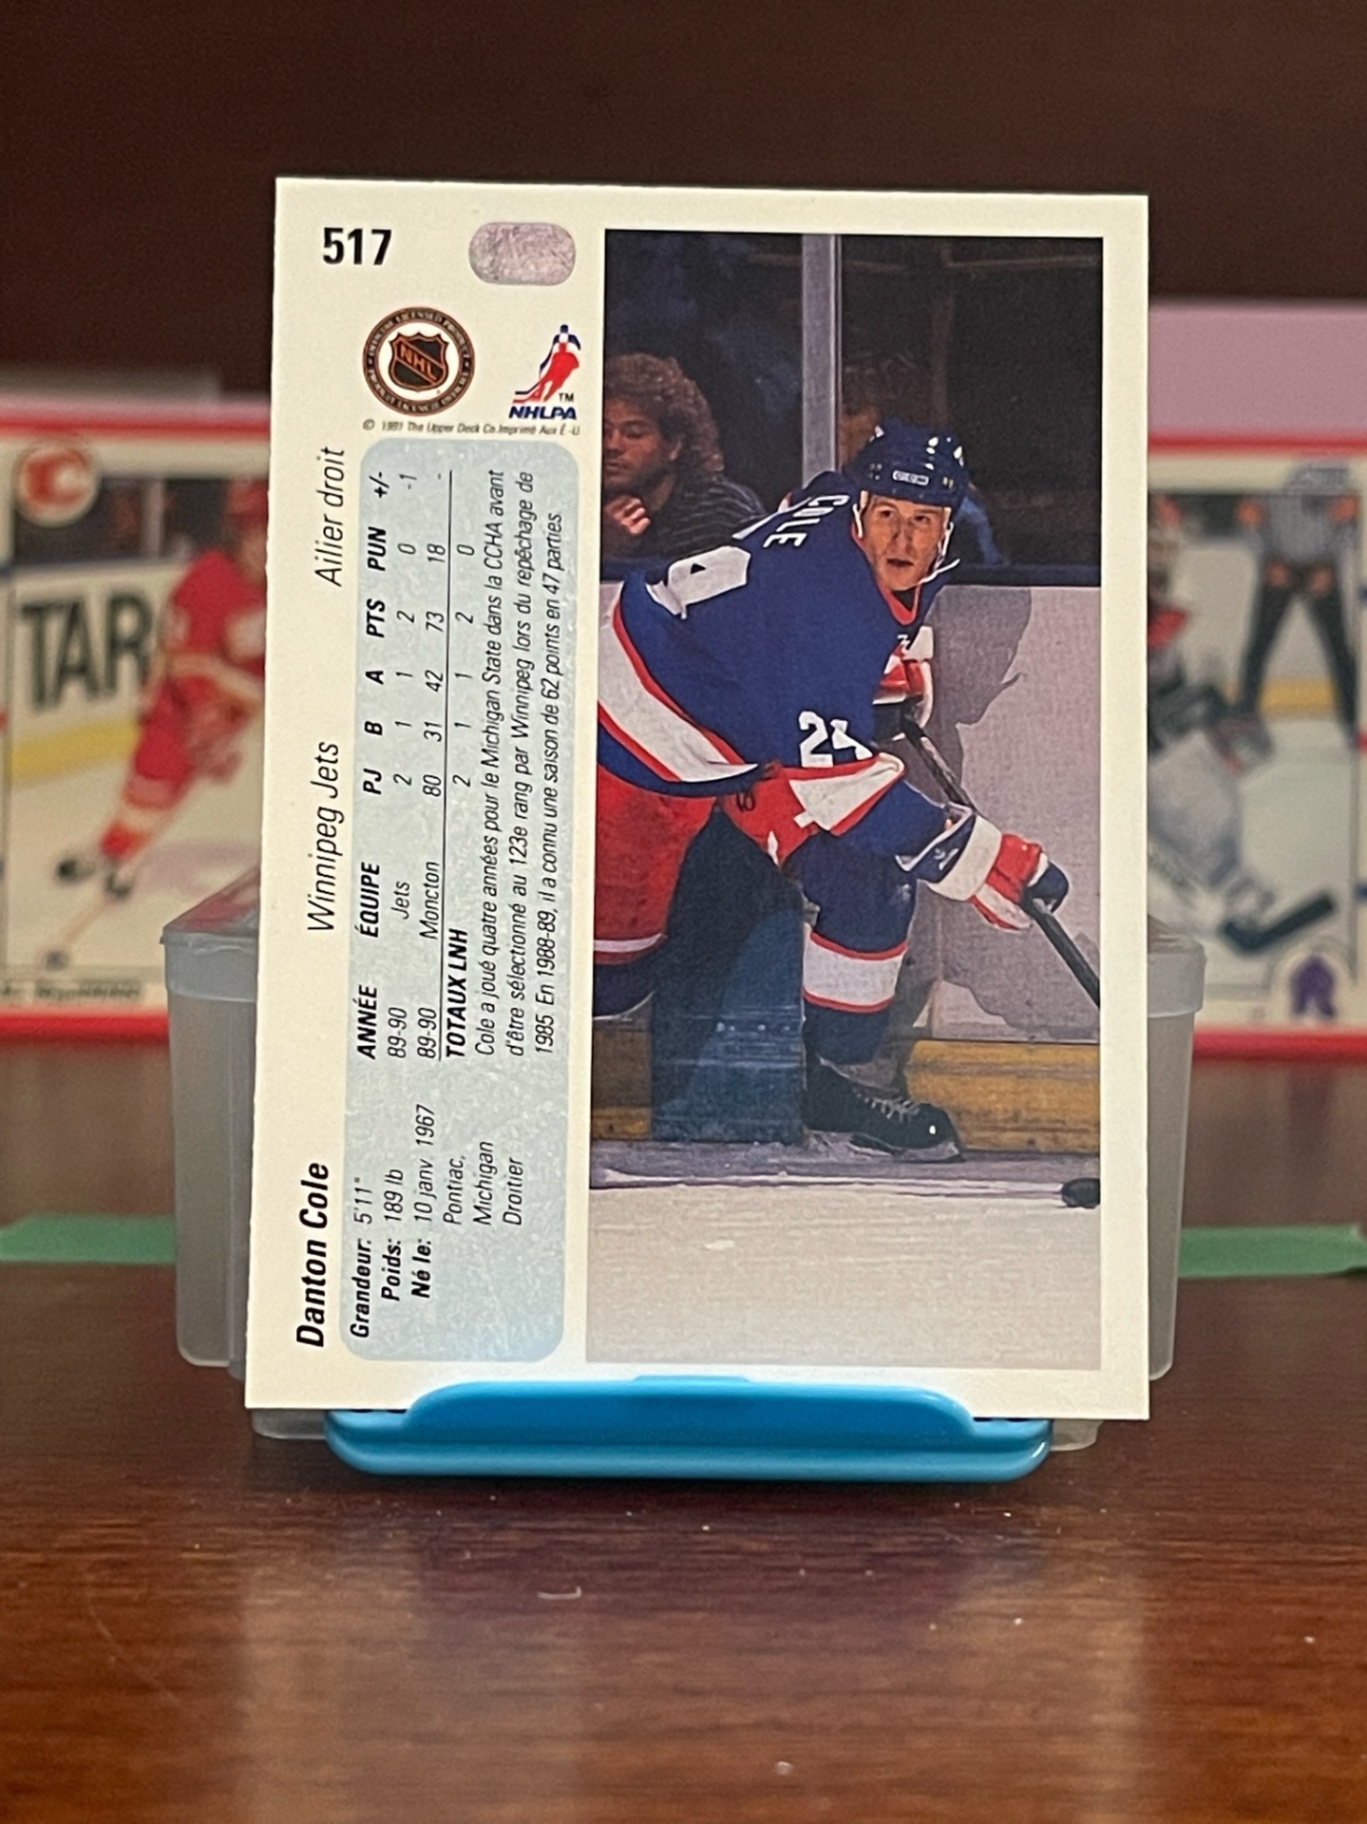 517
NHL
NHLPA
TM
© 1991 The Upper Deck Co. Imprimé Aux É.-U.
Danton Cole Winnipeg Jets Ailier droit
Grandeur: 5'11"
Poids: 189 lb
Né le: 10 janv. 1967
Pontiac,
Michigan
Droitier
ANNÉE ÉQUIPE PJ B A PTS PUN +/-
89-90 Jets 2 1 1 2 0 -1
89-90 Moncton 80 31 42 73 18 -
TOTAUX LNH 2 1 1 2 0
Cole a joué quatre années pour le Michigan State dans la CCHA avant
d'être sélectionné au 123e rang par Winnipeg lors du repêchage de
1985. En 1988-89, il a connu une saison de 62 points en 47 parties.
COLE
24
CCM
TAR